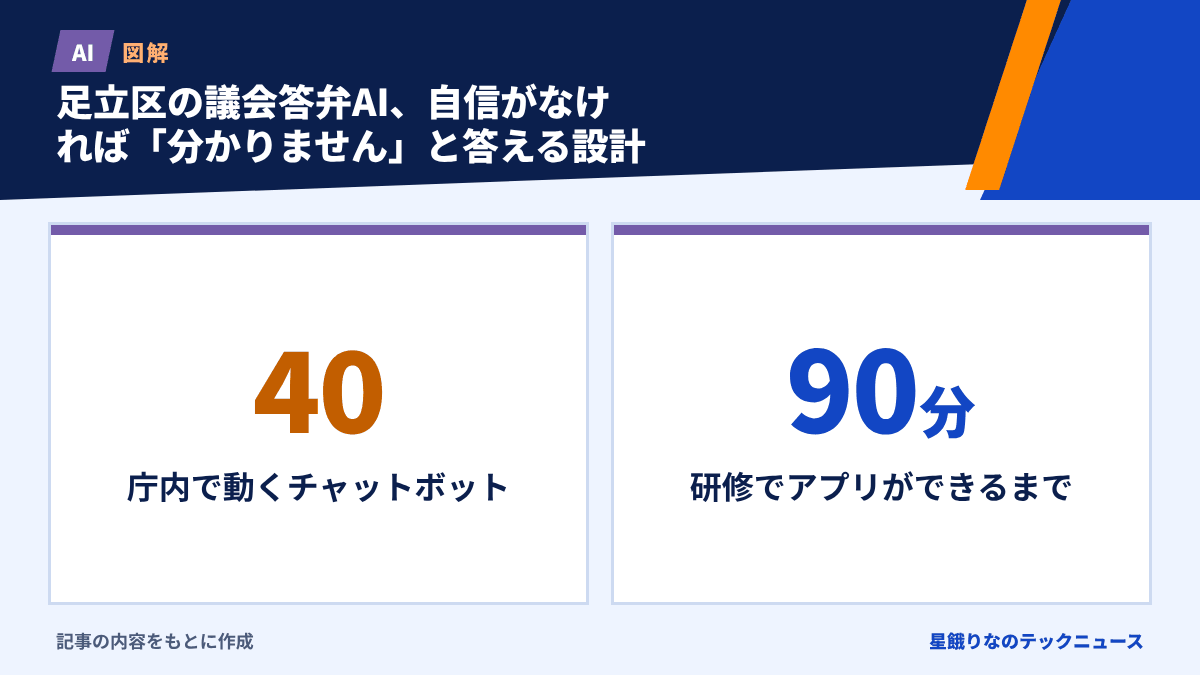 AI 図解
足立区の議会答弁AI、自信がなけ
れば「分かりません」と答える設計
40
庁内で動くチャットボット
90分
研修でアプリができるまで
記事の内容をもとに作成
星餓りなのテックニュース